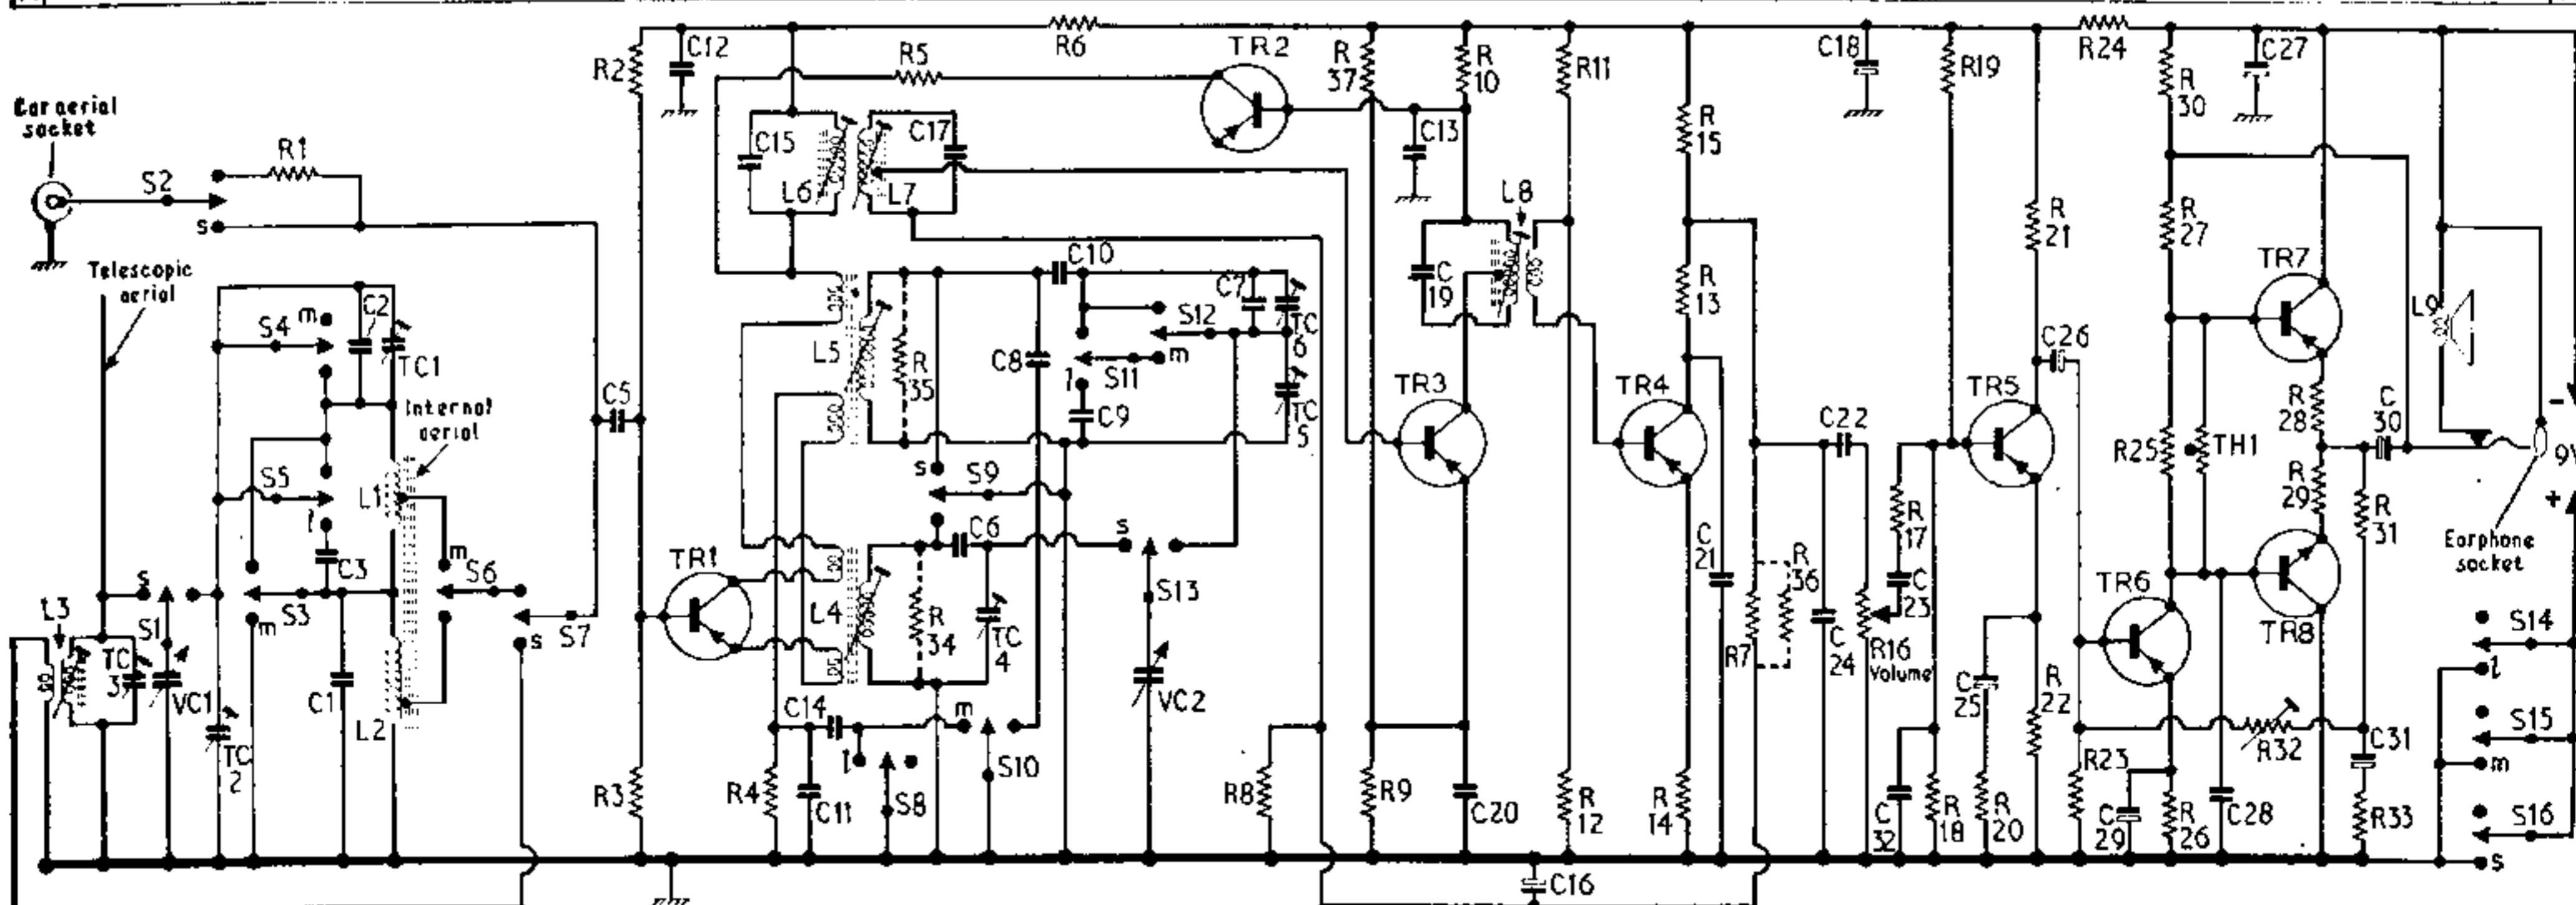 Car aerial
socket
Telescopic
aerial
Internal
aerial
S2
s
R1
S4
m
C2
TC1
S5
l
L1
C3
m
S6
s
S1
L3
TC
3
VC1
TC
2
S3
m
C1
L2
S7
s
C5
R2
R3
C12
R5
R6
TR2
C15
L6
L7
C17
R
37
R
10
R11
C13
L8
C
19
C10
C7
TC
6
S12
m
S11
l
C9
TC
5
C8
L5
R
35
s
S9
C6
s
S13
VC2
TR1
L4
R
34
TC
4
C14
m
l
S8
S10
R4
C11
R8
R9
C20
R
12
TR3
TR4
R
15
R
13
R
14
C
21
R7
R
36
C22
C
24
R16
Volume
R
17
C
23
C
32
R
18
C16
C18
R19
R
21
TR5
C26
C
25
R
20
R
22
R24
R
30
C27
R
27
R25
TH1
TR6
TR7
TR8
R
28
R
29
C
30
R
31
R23
R32
C31
C
29
R
26
C28
R33
L9
9V
-
+
Earphone
socket
S14
l
S15
m
S16
s